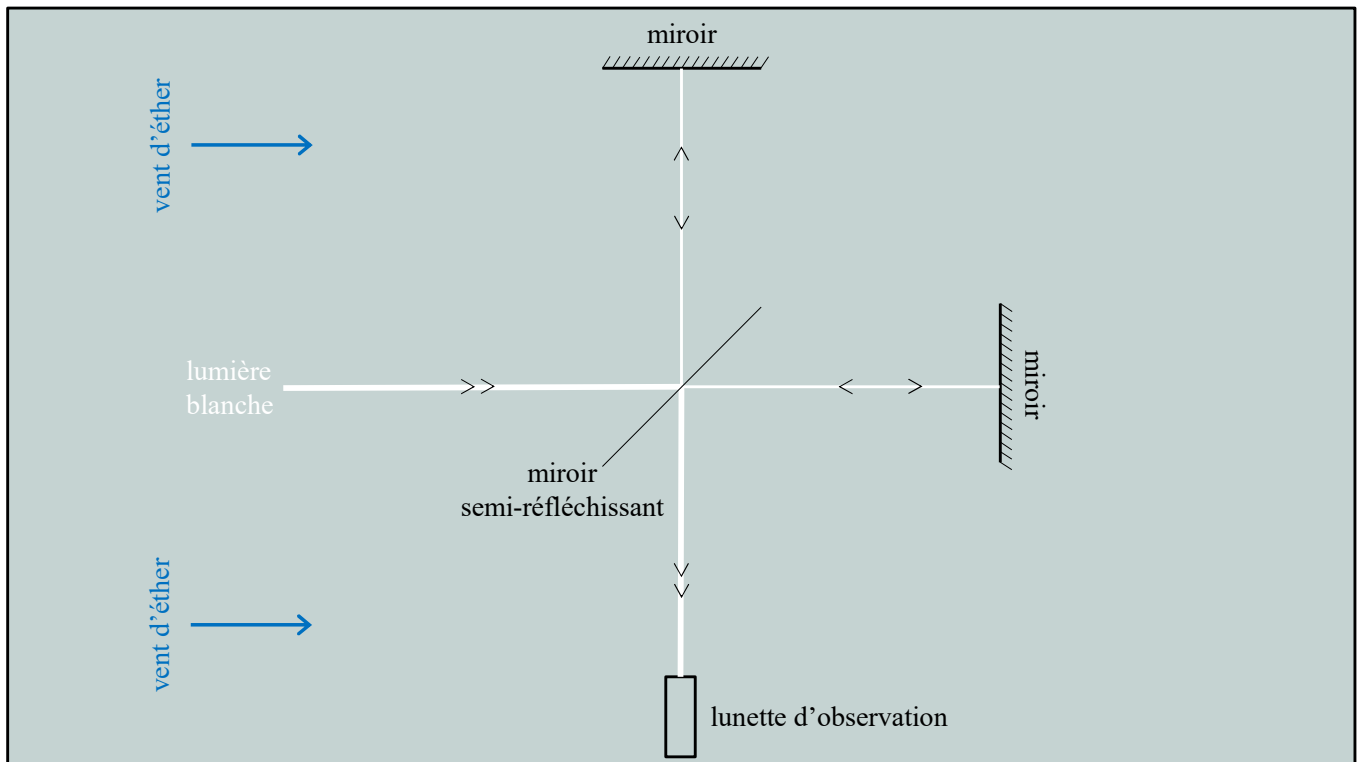 miroir
vent d’éther
lumière
blanche
miroir
miroir
semi-réfléchissant
vent d’éther
lunette d’observation